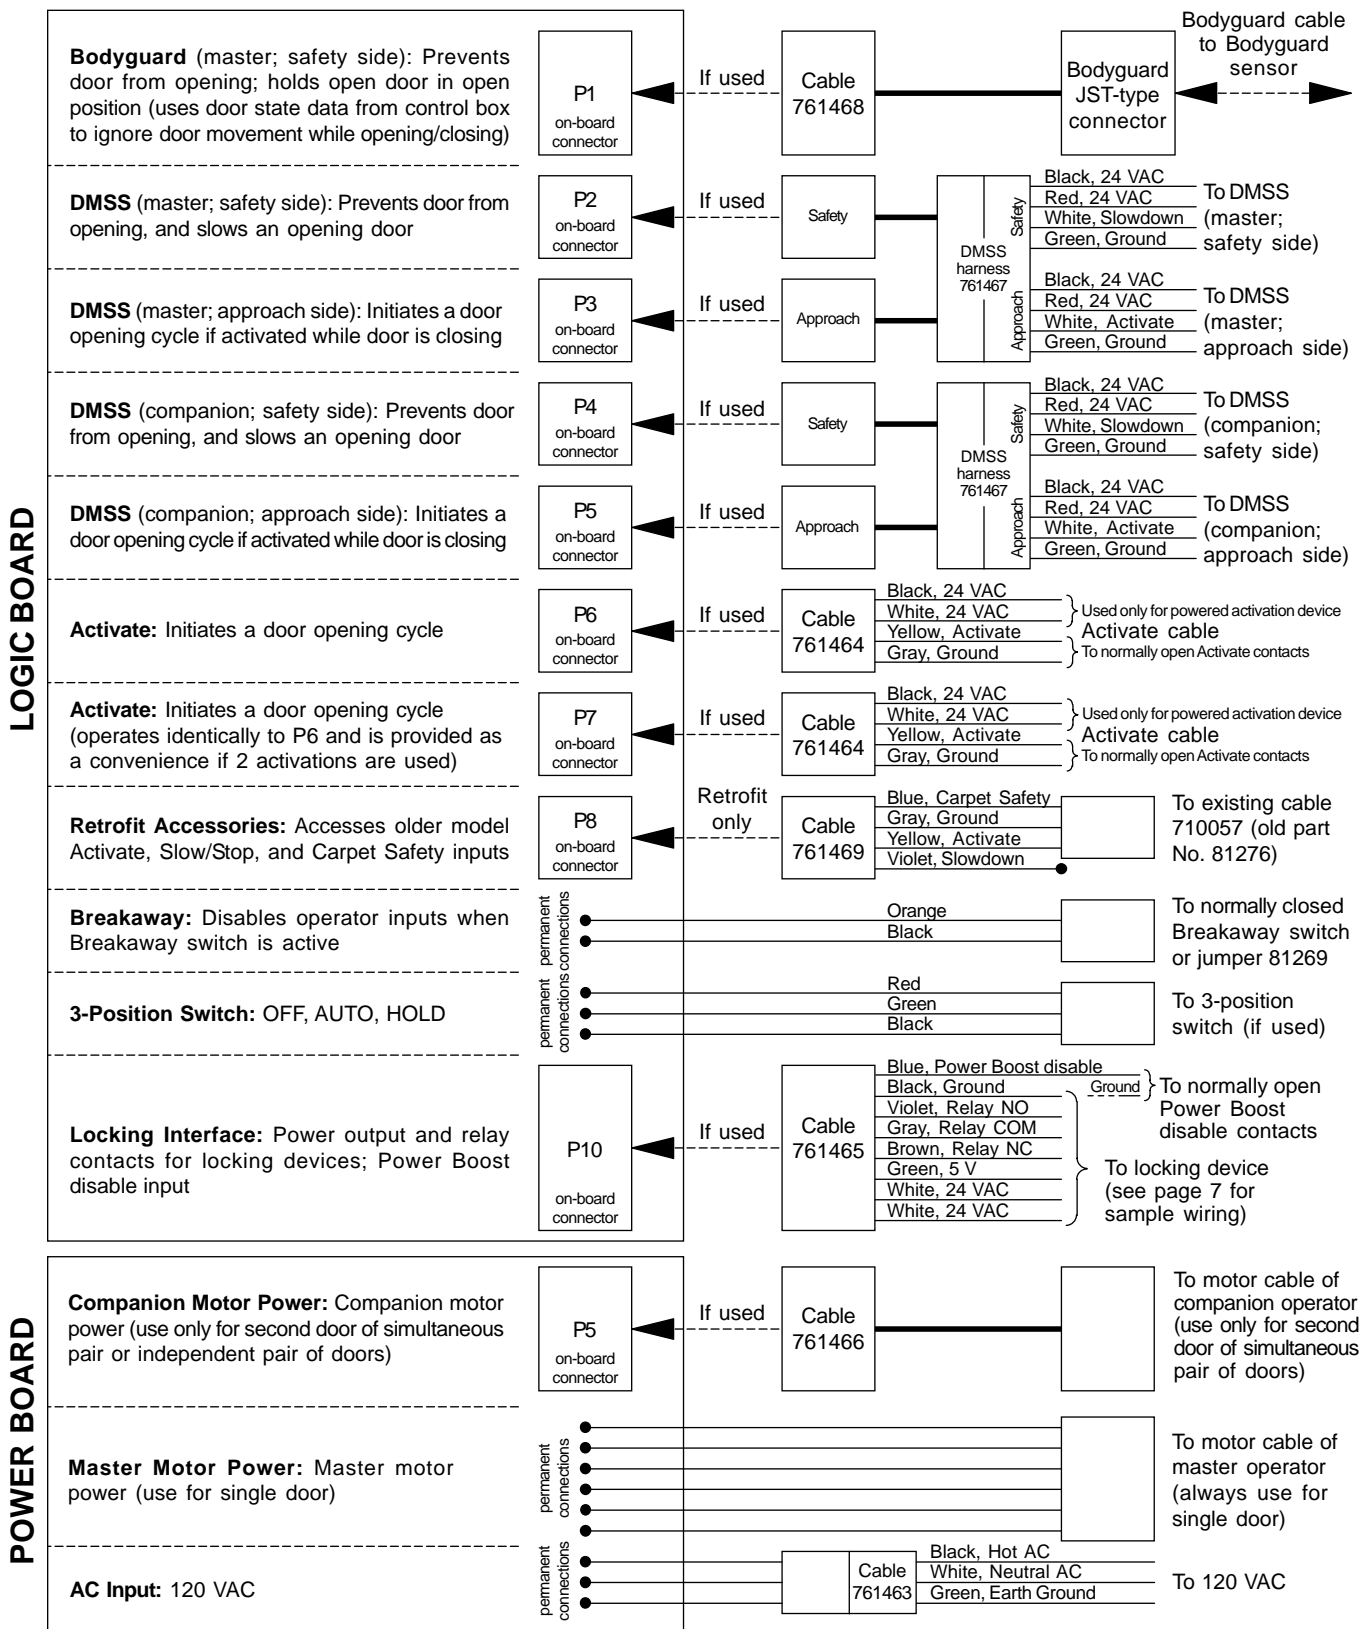 LOGIC BOARD
Bodyguard (master; safety side): Prevents
door from opening; holds open door in open
position (uses door state data from control box
to ignore door movement while opening/closing)
P1
on-board
connector
If used
Cable
761468
Bodyguard
JST-type
connector
Bodyguard cable
to Bodyguard
sensor
DMSS (master; safety side): Prevents door from
opening, and slows an opening door
P2
on-board
connector
If used
Safety
DMSS
harness
761467
Safety
Black, 24 VAC
Red, 24 VAC
White, Slowdown
Green, Ground
To DMSS
(master;
safety side)
DMSS (master; approach side): Initiates a door
opening cycle if activated while door is closing
P3
on-board
connector
If used
Approach
Approach
Black, 24 VAC
Red, 24 VAC
White, Activate
Green, Ground
To DMSS
(master;
approach side)
DMSS (companion; safety side): Prevents door
from opening, and slows an opening door
P4
on-board
connector
If used
Safety
DMSS
harness
761467
Safety
Black, 24 VAC
Red, 24 VAC
White, Slowdown
Green, Ground
To DMSS
(companion;
safety side)
DMSS (companion; approach side): Initiates a
door opening cycle if activated while door is closing
P5
on-board
connector
If used
Approach
Approach
Black, 24 VAC
Red, 24 VAC
White, Activate
Green, Ground
To DMSS
(companion;
approach side)
Activate: Initiates a door opening cycle
P6
on-board
connector
If used
Cable
761464
Black, 24 VAC
White, 24 VAC
Yellow, Activate
Gray, Ground
Used only for powered activation device
Activate cable
To normally open Activate contacts
Activate: Initiates a door opening cycle
(operates identically to P6 and is provided as
a convenience if 2 activations are used)
P7
on-board
connector
If used
Cable
761464
Black, 24 VAC
White, 24 VAC
Yellow, Activate
Gray, Ground
Used only for powered activation device
Activate cable
To normally open Activate contacts
Retrofit Accessories: Accesses older model
Activate, Slow/Stop, and Carpet Safety inputs
P8
on-board
connector
Retrofit
only
Cable
761469
Blue, Carpet Safety
Gray, Ground
Yellow, Activate
Violet, Slowdown
To existing cable
710057 (old part
No. 81276)
Breakaway: Disables operator inputs when
Breakaway switch is active
permanent
connections
Orange
Black
To normally closed
Breakaway switch
or jumper 81269
3-Position Switch: OFF, AUTO, HOLD
permanent
connections
Red
Green
Black
To 3-position
switch (if used)
Locking Interface: Power output and relay
contacts for locking devices; Power Boost
disable input
P10
on-board
connector
If used
Cable
761465
Blue, Power Boost disable
Black, Ground
Violet, Relay NO
Gray, Relay COM
Brown, Relay NC
Green, 5 V
White, 24 VAC
White, 24 VAC
Ground
To normally open
Power Boost
disable contacts
To locking device
(see page 7 for
sample wiring)
POWER BOARD
Companion Motor Power: Companion motor
power (use only for second door of simultaneous
pair or independent pair of doors)
P5
on-board
connector
If used
Cable
761466
To motor cable of
companion operator
(use only for second
door of simultaneous
pair of doors)
Master Motor Power: Master motor
power (use for single door)
permanent
connections
To motor cable of
master operator
(always use for
single door)
AC Input: 120 VAC
permanent
connections
Cable
761463
Black, Hot AC
White, Neutral AC
Green, Earth Ground
To 120 VAC